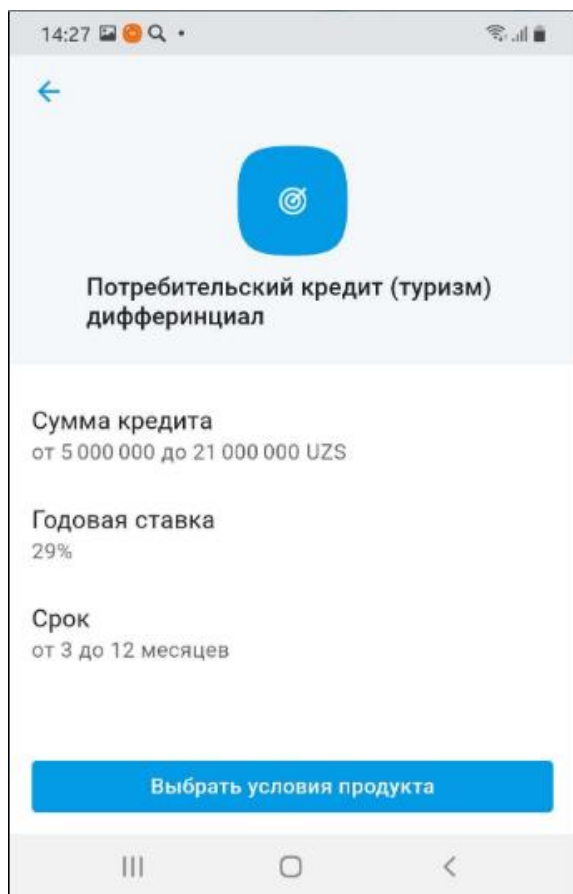 14:27
Потребительский кредит (туризм)
дифферинциал
Сумма кредита
от 5 000 000 до 21 000 000 UZS
Годовая ставка
29%
Срок
от 3 до 12 месяцев
Выбрать условия продукта